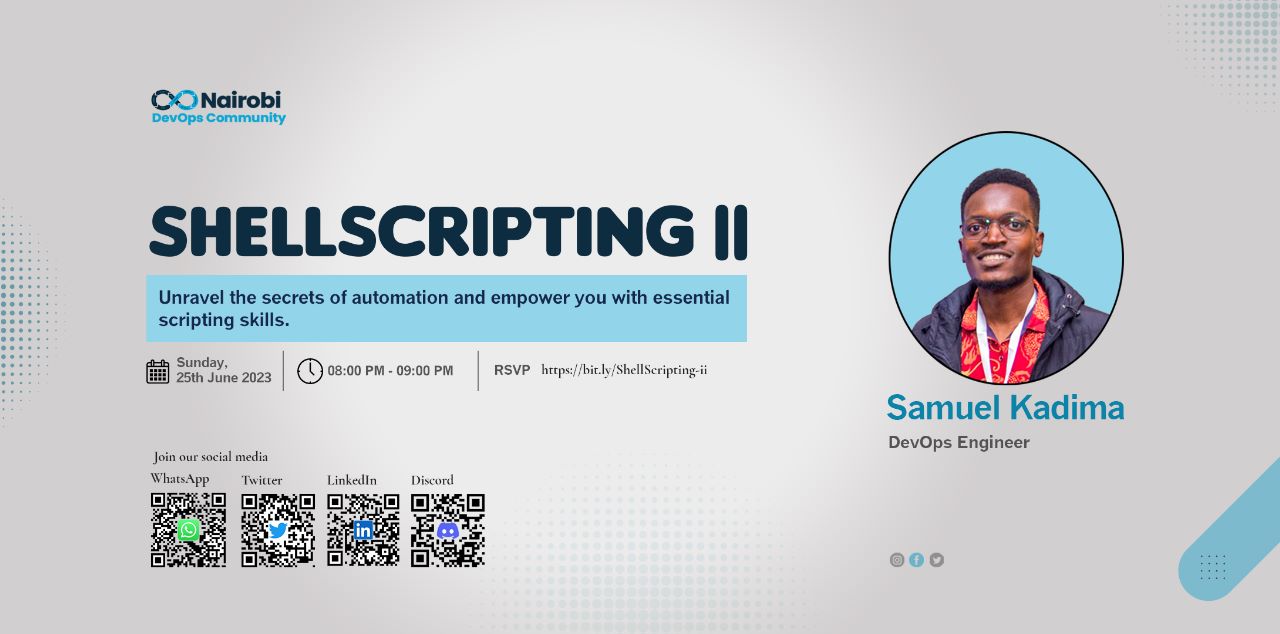 Nairobi
DevOps Community
SHELLSCRIPTING II
Unravel the secrets of automation and empower you with essential
scripting skills.
Sunday,
25th June 2023
08:00 PM - 09:00 PM
RSVP https://bit.ly/ShellScripting-ii
Samuel Kadima
DevOps Engineer
Join our social media
WhatsApp Twitter LinkedIn Discord
in